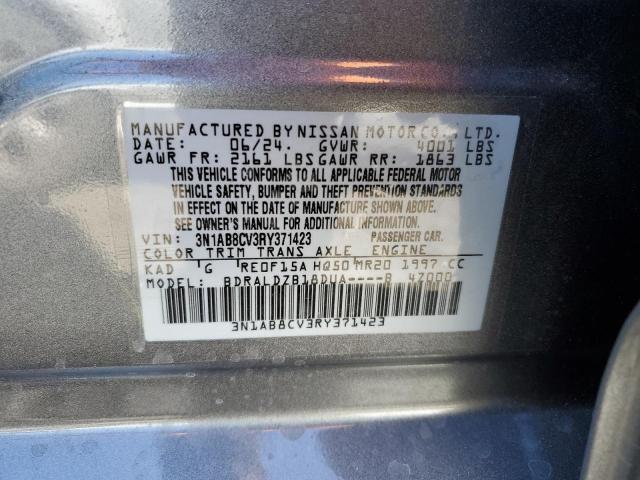 MANUFACTURED BY NISSAN MOTOR CO., LTD.
DATE: 06/24. GVWR: 4001 LBS
GAWR FR: 2161 LBS GAWR RR: 1863 LBS
THIS VEHICLE CONFORMS TO ALL APPLICABLE FEDERAL MOTOR
VEHICLE SAFETY, BUMPER AND THEFT PREVENTION STANDARDS
IN EFFECT ON THE DATE OF MANUFACTURE SHOWN ABOVE.
SEE OWNER'S MANUAL FOR ADDITIONAL INFORMATION.
VIN: 3N1AB8CV3RY371423 PASSENGER CAR.
COLOR TRIM TRANS AXLE ENGINE
KAD G RE0F15A HQ50 MR20 1997 CC
MODEL: BDRALDZB18DUA----B 4Z000
3N1AB8CV3RY371423